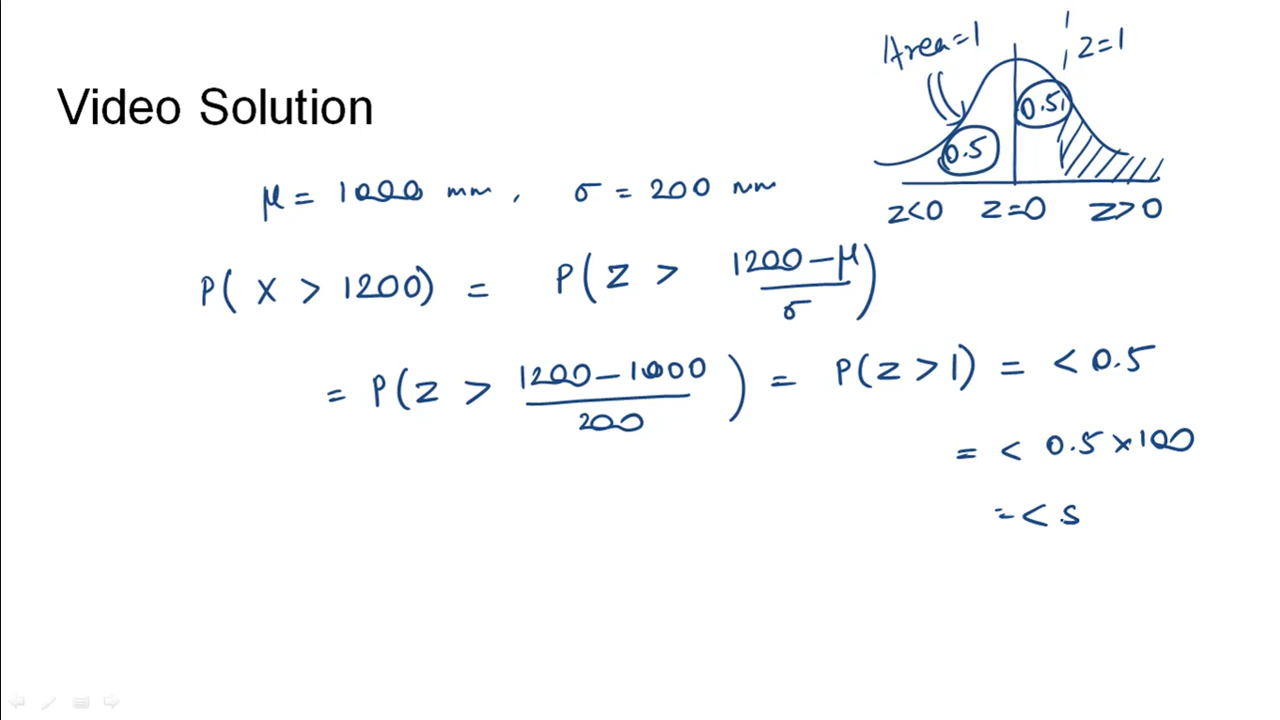 Area=1
z=1
Video Solution
0.5
0.5
μ = 1000 mm, σ = 200 mm
z<0 z=0 z>0
P(X > 1200) = P(Z > (1200-μ)/σ)
= P(Z > (1200-1000)/200) = P(Z > 1) = < 0.5
= < 0.5×100
= < 5